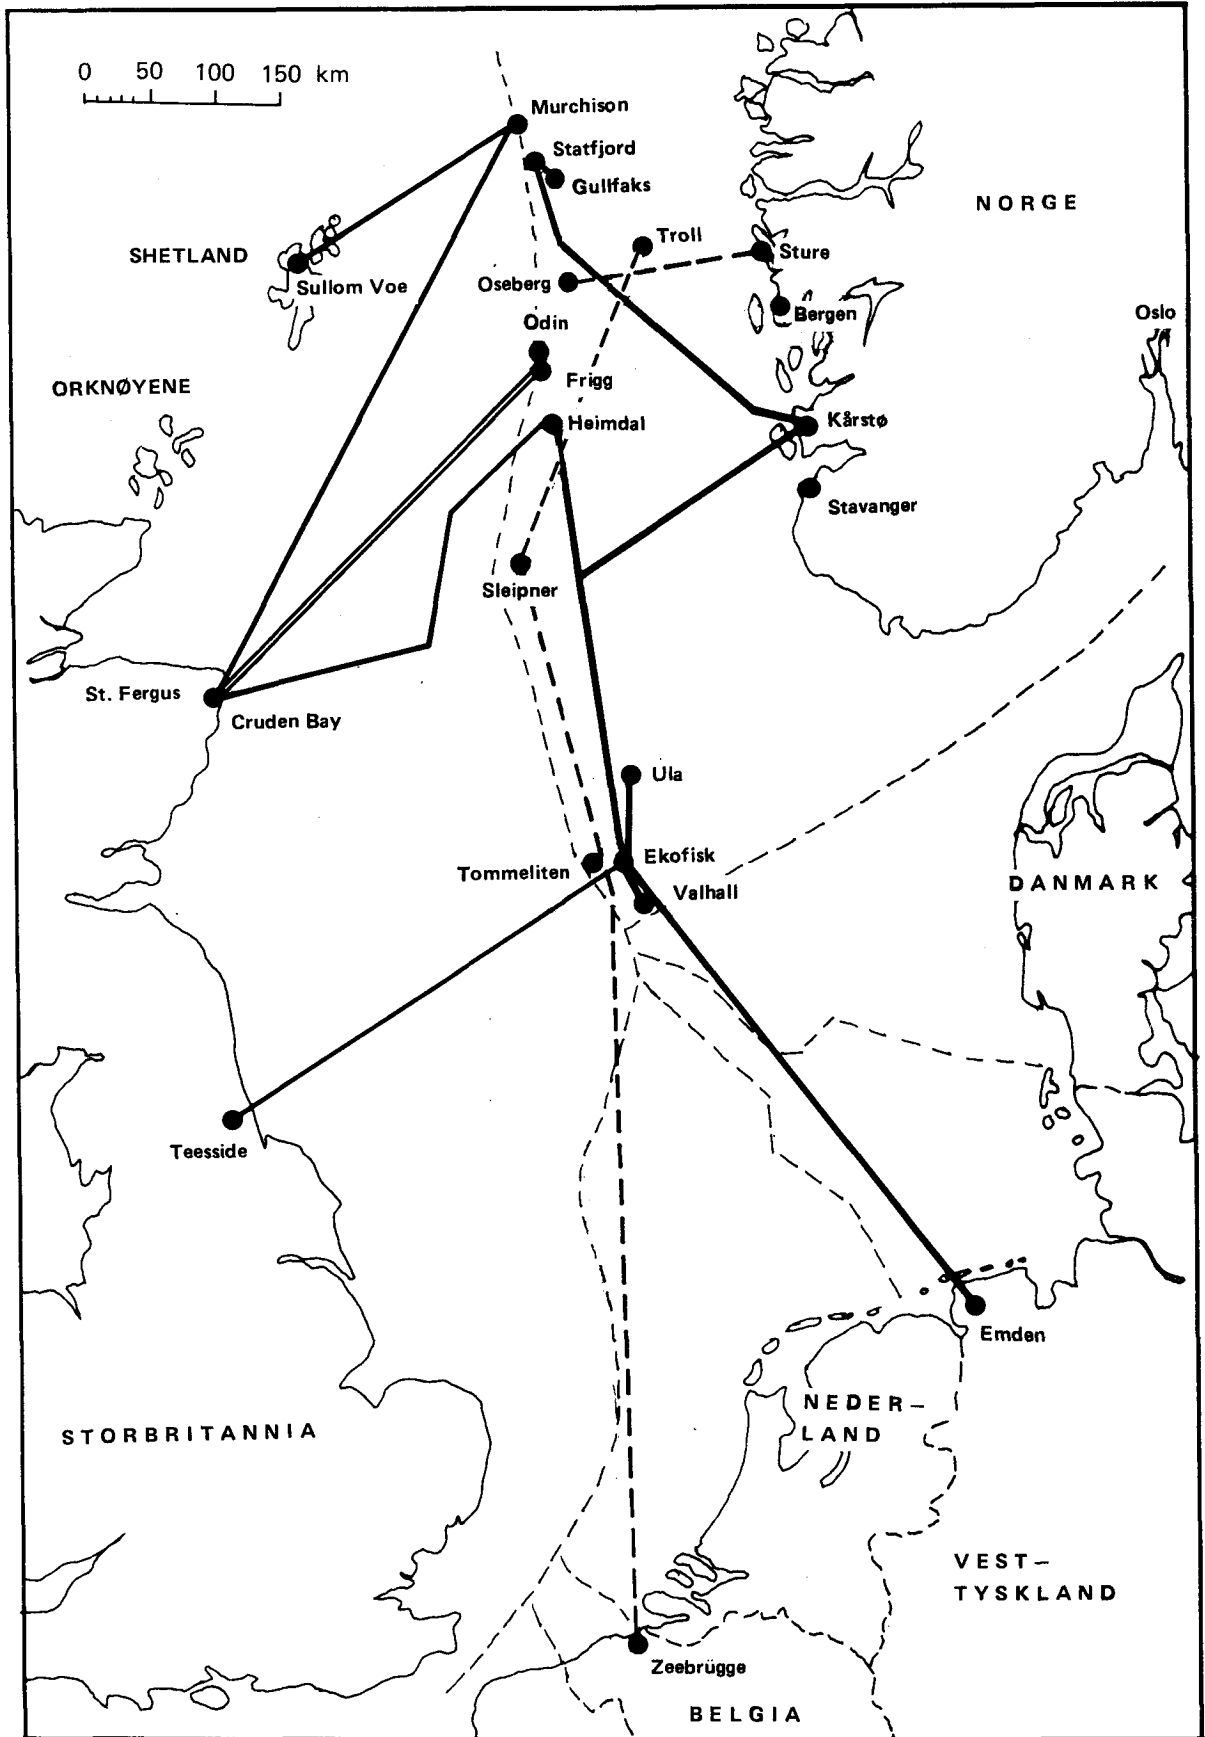 0 50 100 150 km
Murchison
Statfjord
Gullfaks
NORGE
Troll
SHETLAND
Sture
Sullom Voe
Oseberg
Bergen
Oslo
Odin
Frigg
ORKNØYENE
Heimdal
Kårstø
Stavanger
Sleipner
St. Fergus
Cruden Bay
Ula
Ekofisk
Tommeliten
Valhall
DANMARK
Teesside
Emden
NEDER-
LAND
STORBRITANNIA
VEST-
TYSKLAND
Zeebrügge
BELGIA